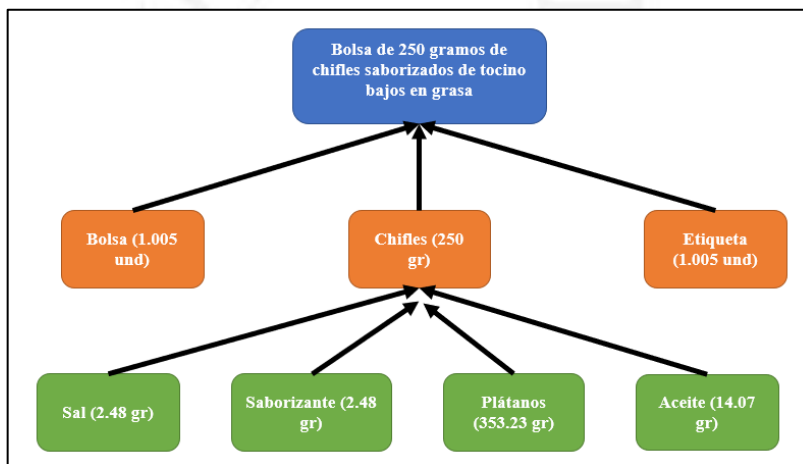 Bolsa de 250 gramos de
chifles saborizados de tocino
bajos en grasa
Bolsa (1.005
und)
Chifles (250
gr)
Etiqueta
(1.005 und)
Sal (2.48 gr)
Saborizante (2.48
gr)
Plátanos
(353.23 gr)
Aceite (14.07
gr)